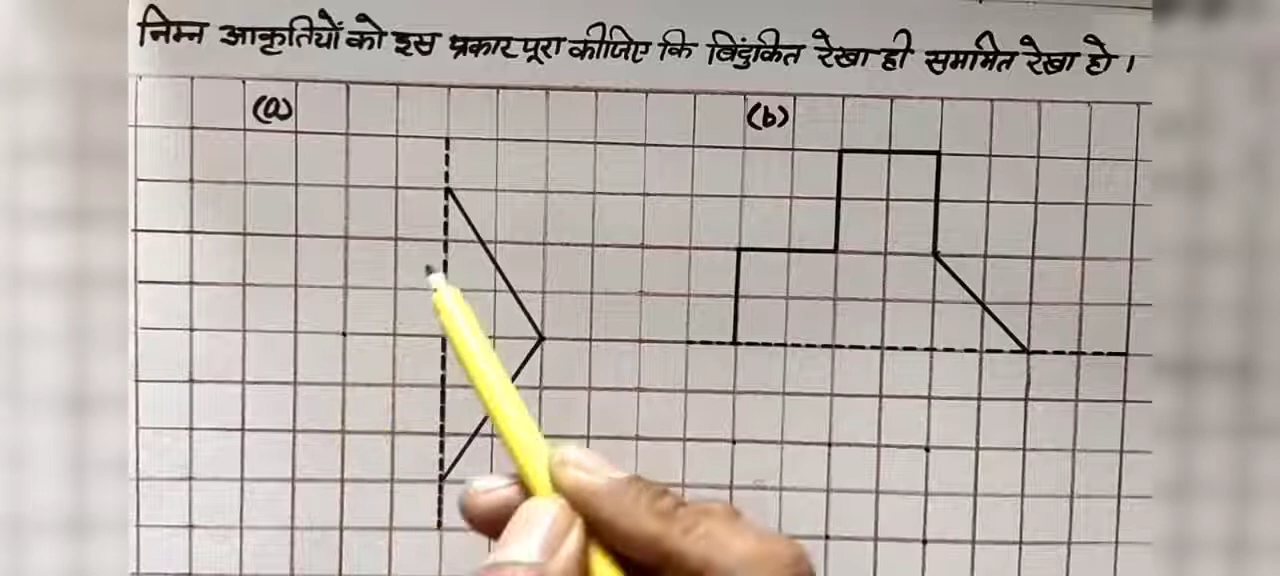 निम्न आकृतियों को इस प्रकार पूरा कीजिए कि बिंदुकित रेखा ही सममित रेखा हो।
(a) (b)